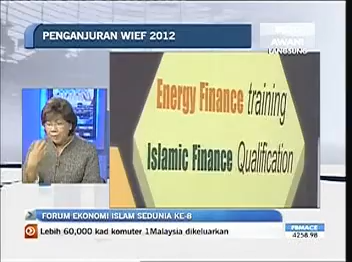 PENGANJURAN WIEF 2012
AWANI
LANGSUNG
Energy Finance training
Islamic Finance Qualification
FORUM EKONOMI ISLAM SEDUNIA KE-8
Lebih 60,000 kad komuter 1Malaysia dikeluarkan
FBMACE
4258.98